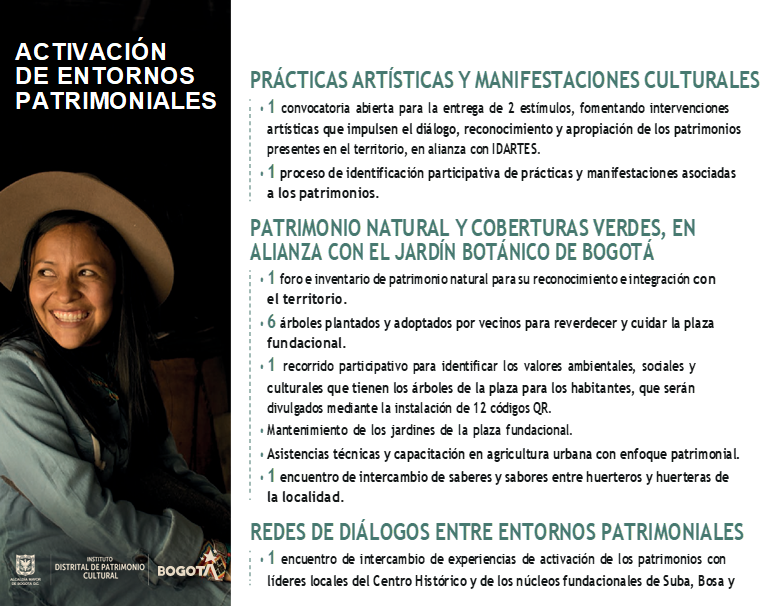 ACTIVACIÓN
DE ENTORNOS
PATRIMONIALES
PRÁCTICAS ARTÍSTICAS Y MANIFESTACIONES CULTURALES
• 1 convocatoria abierta para la entrega de 2 estímulos, fomentando intervenciones
artísticas que impulsen el diálogo, reconocimiento y apropiación de los patrimonios
presentes en el territorio, en alianza con IDARTES.
• 1 proceso de identificación participativa de prácticas y manifestaciones asociadas
a los patrimonios.
PATRIMONIO NATURAL Y COBERTURAS VERDES, EN
ALIANZA CON EL JARDÍN BOTÁNICO DE BOGOTÁ
• 1 foro e inventario de patrimonio natural para su reconocimiento e integración con
el territorio.
• 6 árboles plantados y adoptados por vecinos para reverdecer y cuidar la plaza
fundacional.
• 1 recorrido participativo para identificar los valores ambientales, sociales y
culturales que tienen los árboles de la plaza para los habitantes, que serán
divulgados mediante la instalación de 12 códigos QR.
• Mantenimiento de los jardines de la plaza fundacional.
• Asistencias técnicas y capacitación en agricultura urbana con enfoque patrimonial.
• 1 encuentro de intercambio de saberes y sabores entre huerteros y huerteras de
la localidad.
REDES DE DIÁLOGOS ENTRE ENTORNOS PATRIMONIALES
• 1 encuentro de intercambio de experiencias de activación de los patrimonios con
líderes locales del Centro Histórico y de los núcleos fundacionales de Suba, Bosa y
ALCALDÍA MAYOR
DE BOGOTÁ D.C.
INSTITUTO
DISTRITAL DE PATRIMONIO
CULTURAL
BOGOTÁ